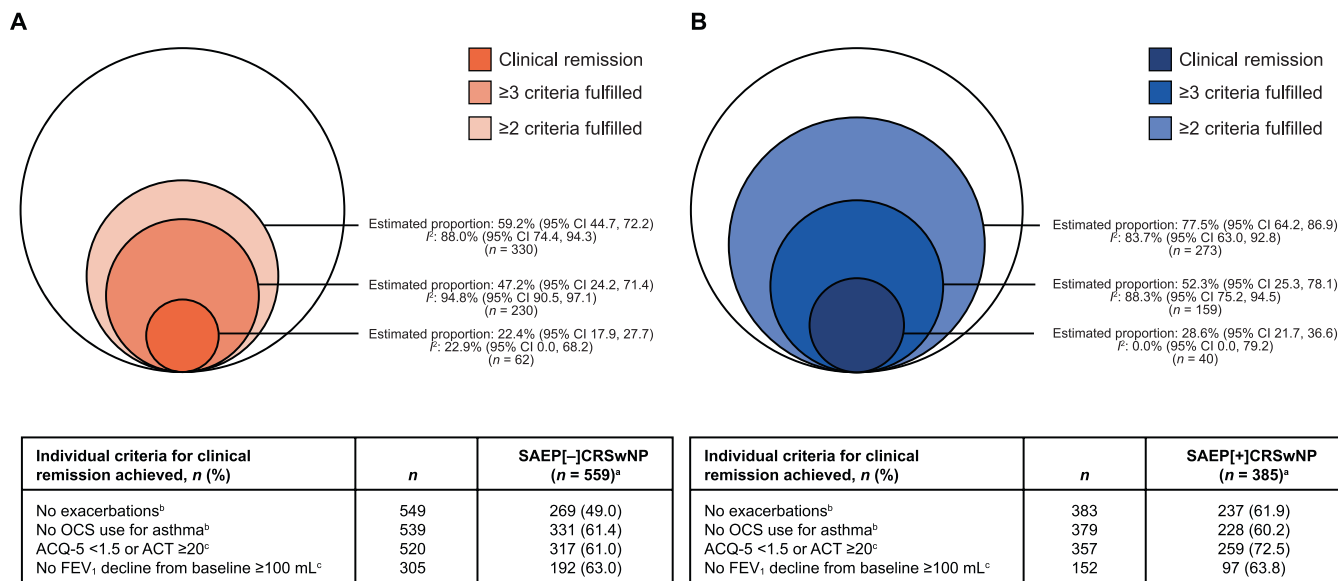 A
Clinical remission
≥3 criteria fulfilled
≥2 criteria fulfilled
Estimated proportion: 59.2% (95% CI 44.7, 72.2)
I²: 88.0% (95% CI 74.4, 94.3)
(n = 330)
Estimated proportion: 47.2% (95% CI 24.2, 71.4)
I²: 94.8% (95% CI 90.5, 97.1)
(n = 230)
Estimated proportion: 22.4% (95% CI 17.9, 27.7)
I²: 22.9% (95% CI 0.0, 68.2)
(n = 62)
Individual criteria for clinical remission achieved, n (%) n SAEP[–]CRSwNP (n = 559)ᵃ
No exacerbationsᵇ 549 269 (49.0)
No OCS use for asthmaᵇ 539 331 (61.4)
ACQ-5 <1.5 or ACT ≥20ᶜ 520 317 (61.0)
No FEV₁ decline from baseline ≥100 mLᶜ 305 192 (63.0)
B
Clinical remission
≥3 criteria fulfilled
≥2 criteria fulfilled
Estimated proportion: 77.5% (95% CI 64.2, 86.9)
I²: 83.7% (95% CI 63.0, 92.8)
(n = 273)
Estimated proportion: 52.3% (95% CI 25.3, 78.1)
I²: 88.3% (95% CI 75.2, 94.5)
(n = 159)
Estimated proportion: 28.6% (95% CI 21.7, 36.6)
I²: 0.0% (95% CI 0.0, 79.2)
(n = 40)
Individual criteria for clinical remission achieved, n (%) n SAEP[+]CRSwNP (n = 385)ᵃ
No exacerbationsᵇ 383 237 (61.9)
No OCS use for asthmaᵇ 379 228 (60.2)
ACQ-5 <1.5 or ACT ≥20ᶜ 357 259 (72.5)
No FEV₁ decline from baseline ≥100 mLᶜ 152 97 (63.8)